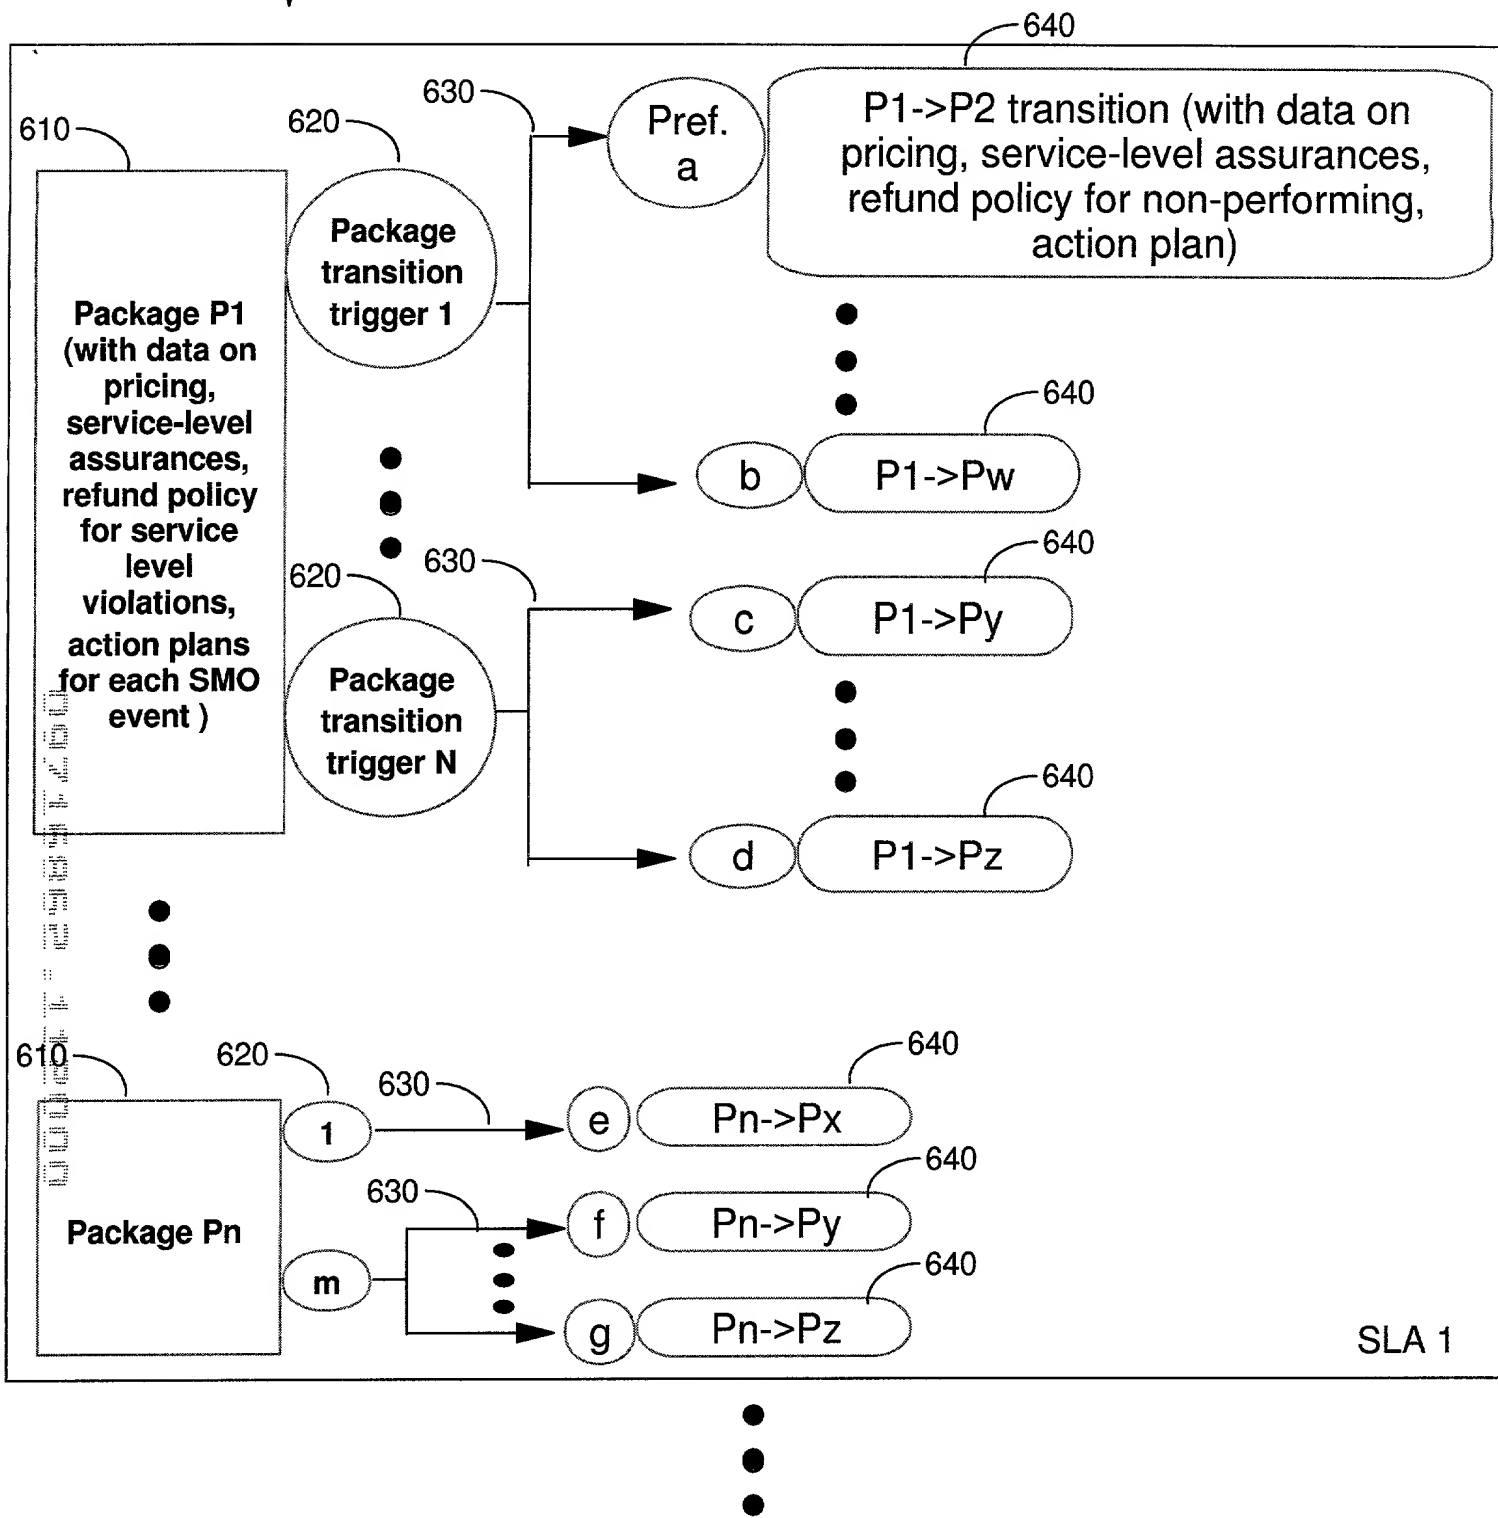 640
630
620
610
Pref.
a
P1->P2 transition (with data on
pricing, service-level assurances,
refund policy for non-performing,
action plan)
Package
transition
trigger 1
Package P1
(with data on
pricing,
service-level
assurances,
refund policy
for service
level
violations,
action plans
for each SMO
event )
640
b
P1->Pw
630
620
640
c
P1->Py
Package
transition
trigger N
640
d
P1->Pz
610
620
630
640
1
e
Pn->Px
640
630
Package Pn
f
Pn->Py
m
640
g
Pn->Pz
SLA 1